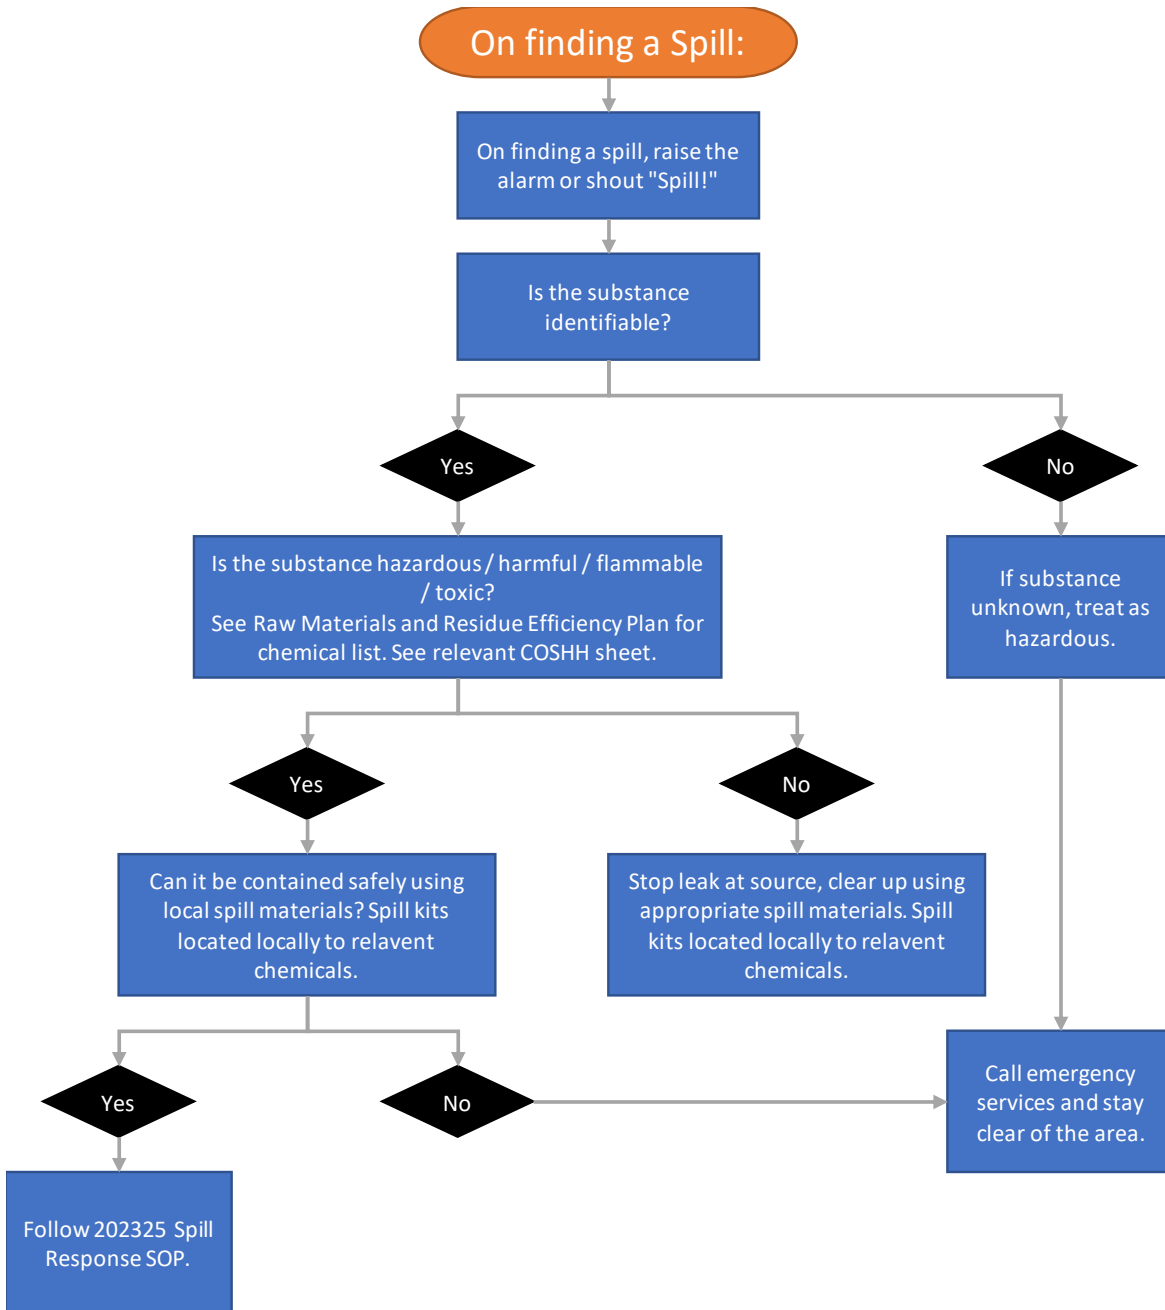 On finding a Spill:
On finding a spill, raise the
alarm or shout "Spill!"
Is the substance
identifiable?
Yes
No
Is the substance hazardous / harmful / flammable
/ toxic?
See Raw Materials and Residue Efficiency Plan for
chemical list. See relevant COSHH sheet.
If substance
unknown, treat as
hazardous.
Yes
No
Can it be contained safely using
local spill materials? Spill kits
located locally to relavent
chemicals.
Stop leak at source, clear up using
appropriate spill materials. Spill
kits located locally to relavent
chemicals.
Yes
No
Call emergency
services and stay
clear of the area.
Follow 202325 Spill
Response SOP.